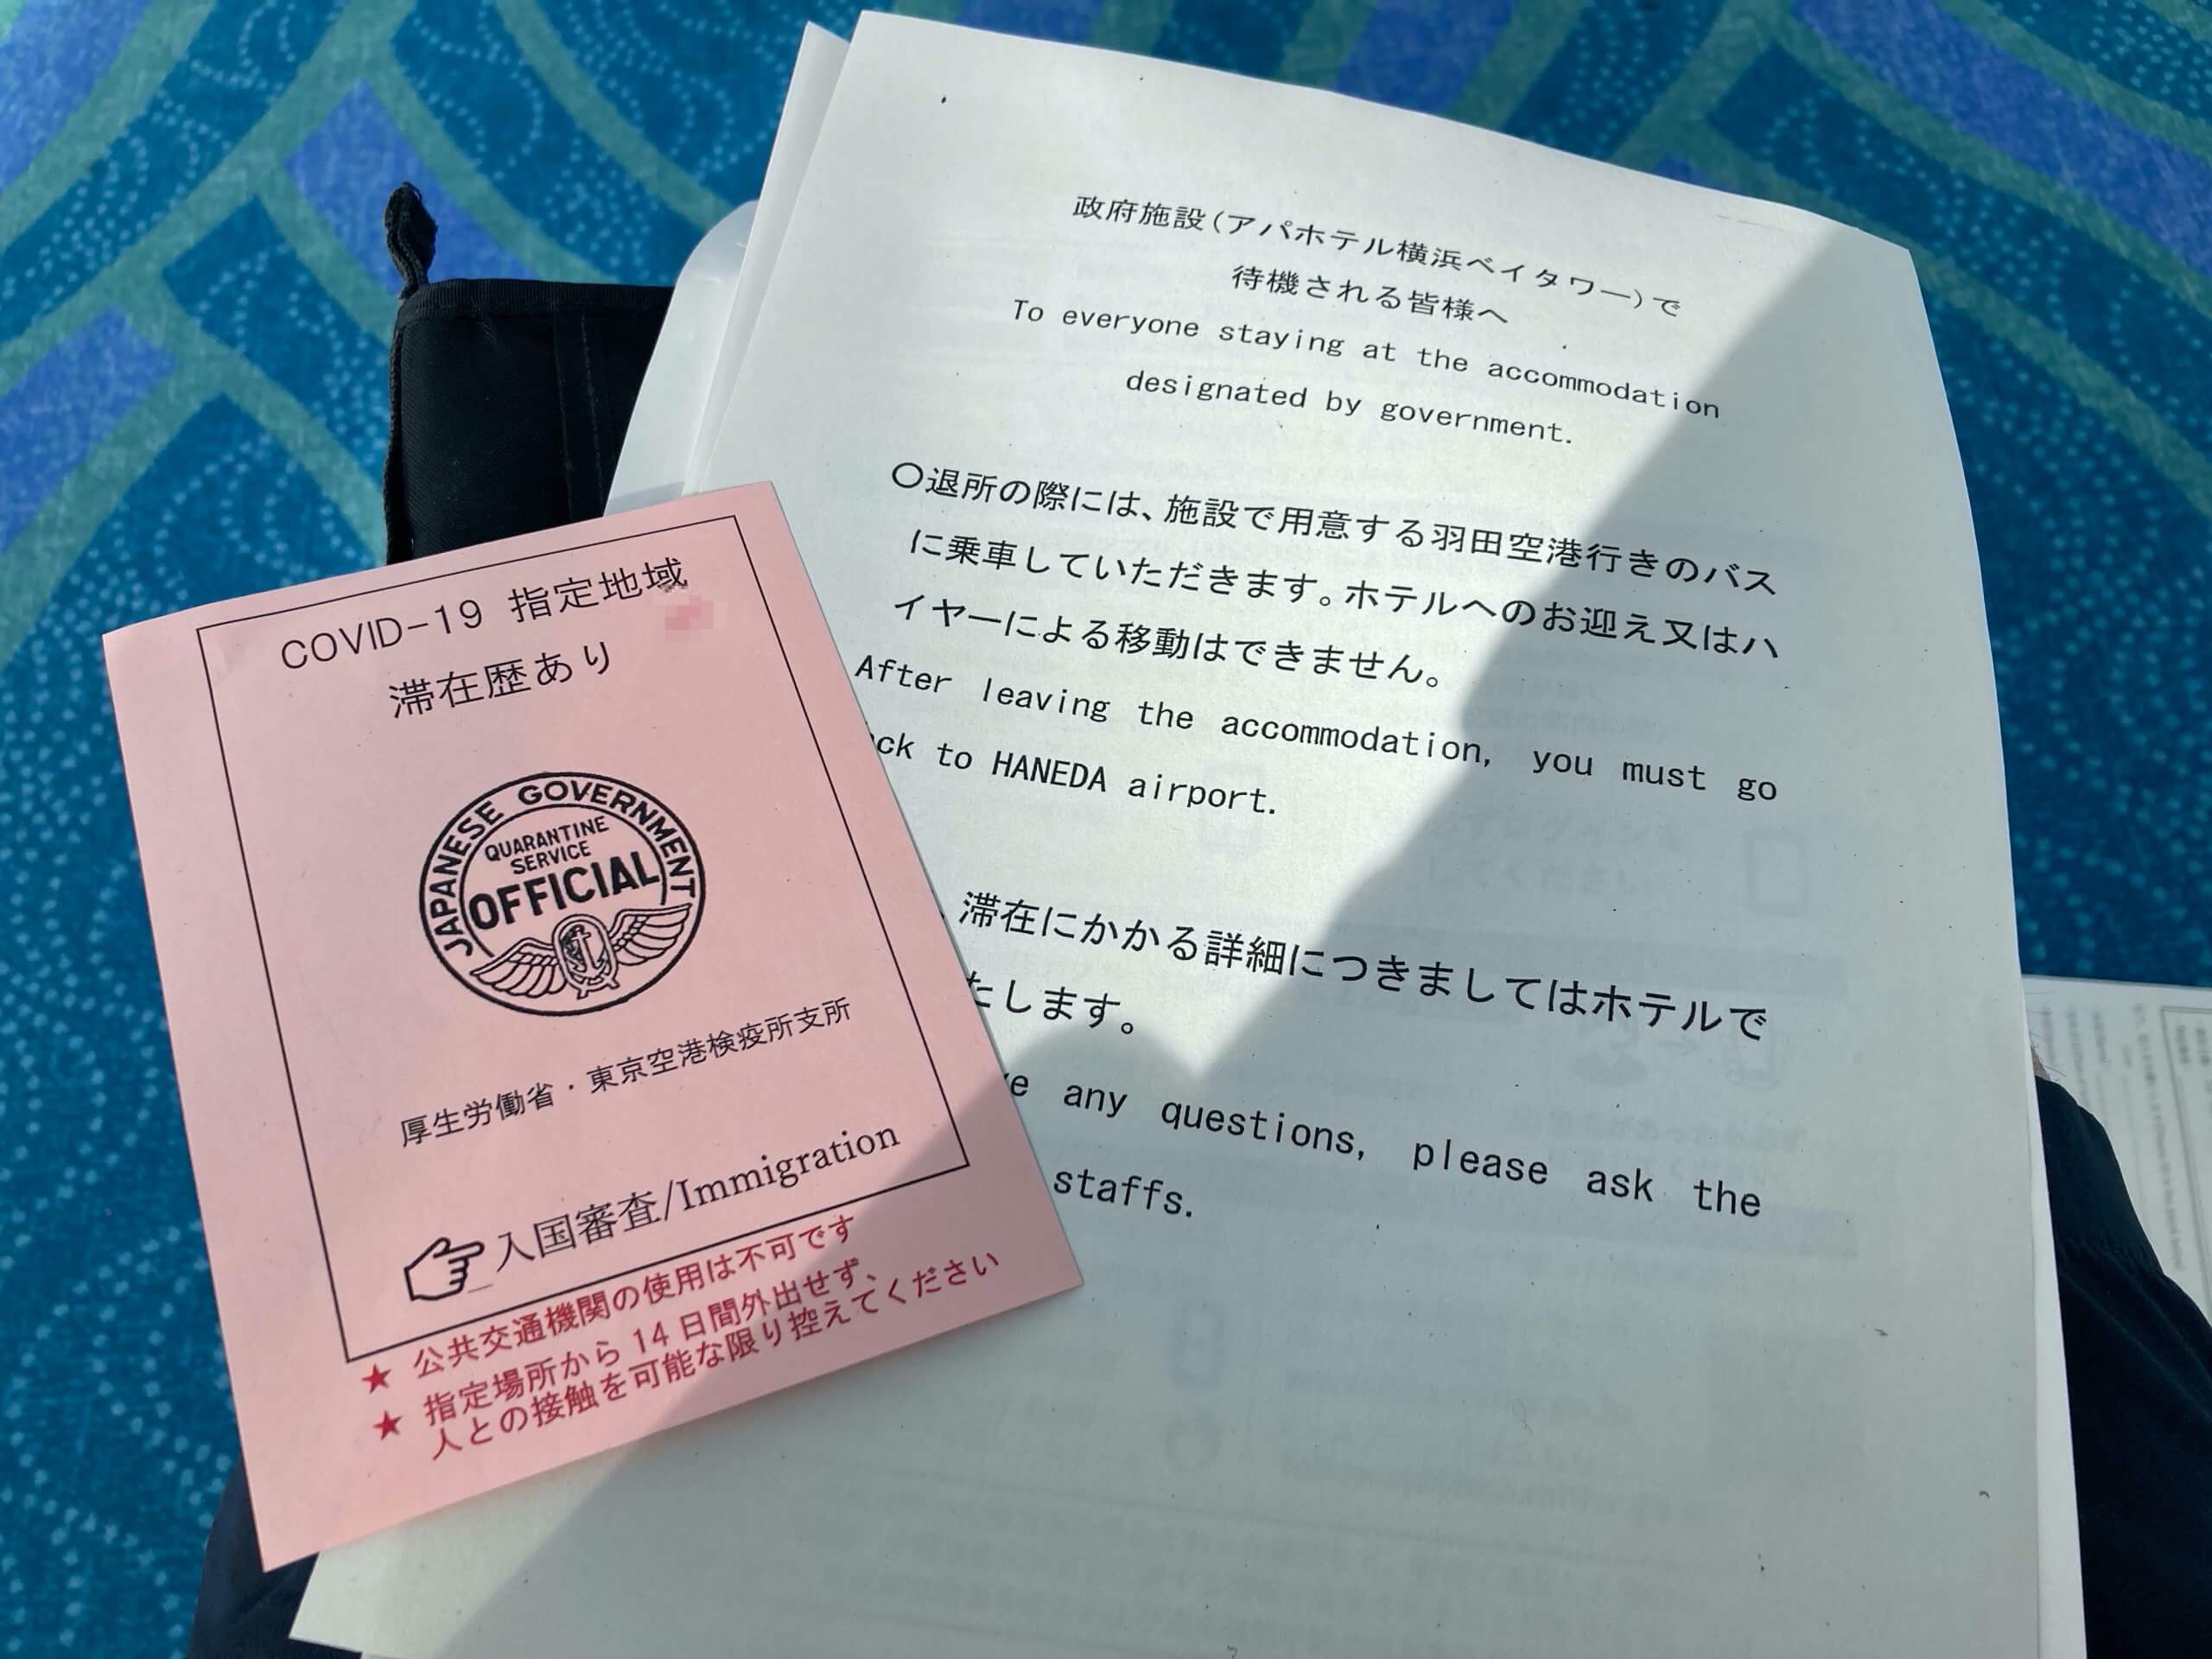 政府施設(アパホテル横浜ベイタワー)で
待機される皆様へ
To everyone staying at the accommodation
designated by government.
〇退所の際には、施設で用意する羽田空港行きのバス
に乗車していただきます。ホテルへのお迎え又はハ
イヤーによる移動はできません。
After leaving the accommodation, you must go
ck to HANEDA airport.
滞在にかかる詳細につきましてはホテルで
たします。
e any questions, please ask the
staffs.
COVID-19 指定地域
滞在歴あり
JAPANESE GOVERNMENT
QUARANTINE
SERVICE
OFFICIAL
厚生労働省・東京空港検疫所支所
入国審査/Immigration
★ 公共交通機関の使用は不可です
★ 指定場所から 14 日間外出せず、
人との接触を可能な限り控えてください